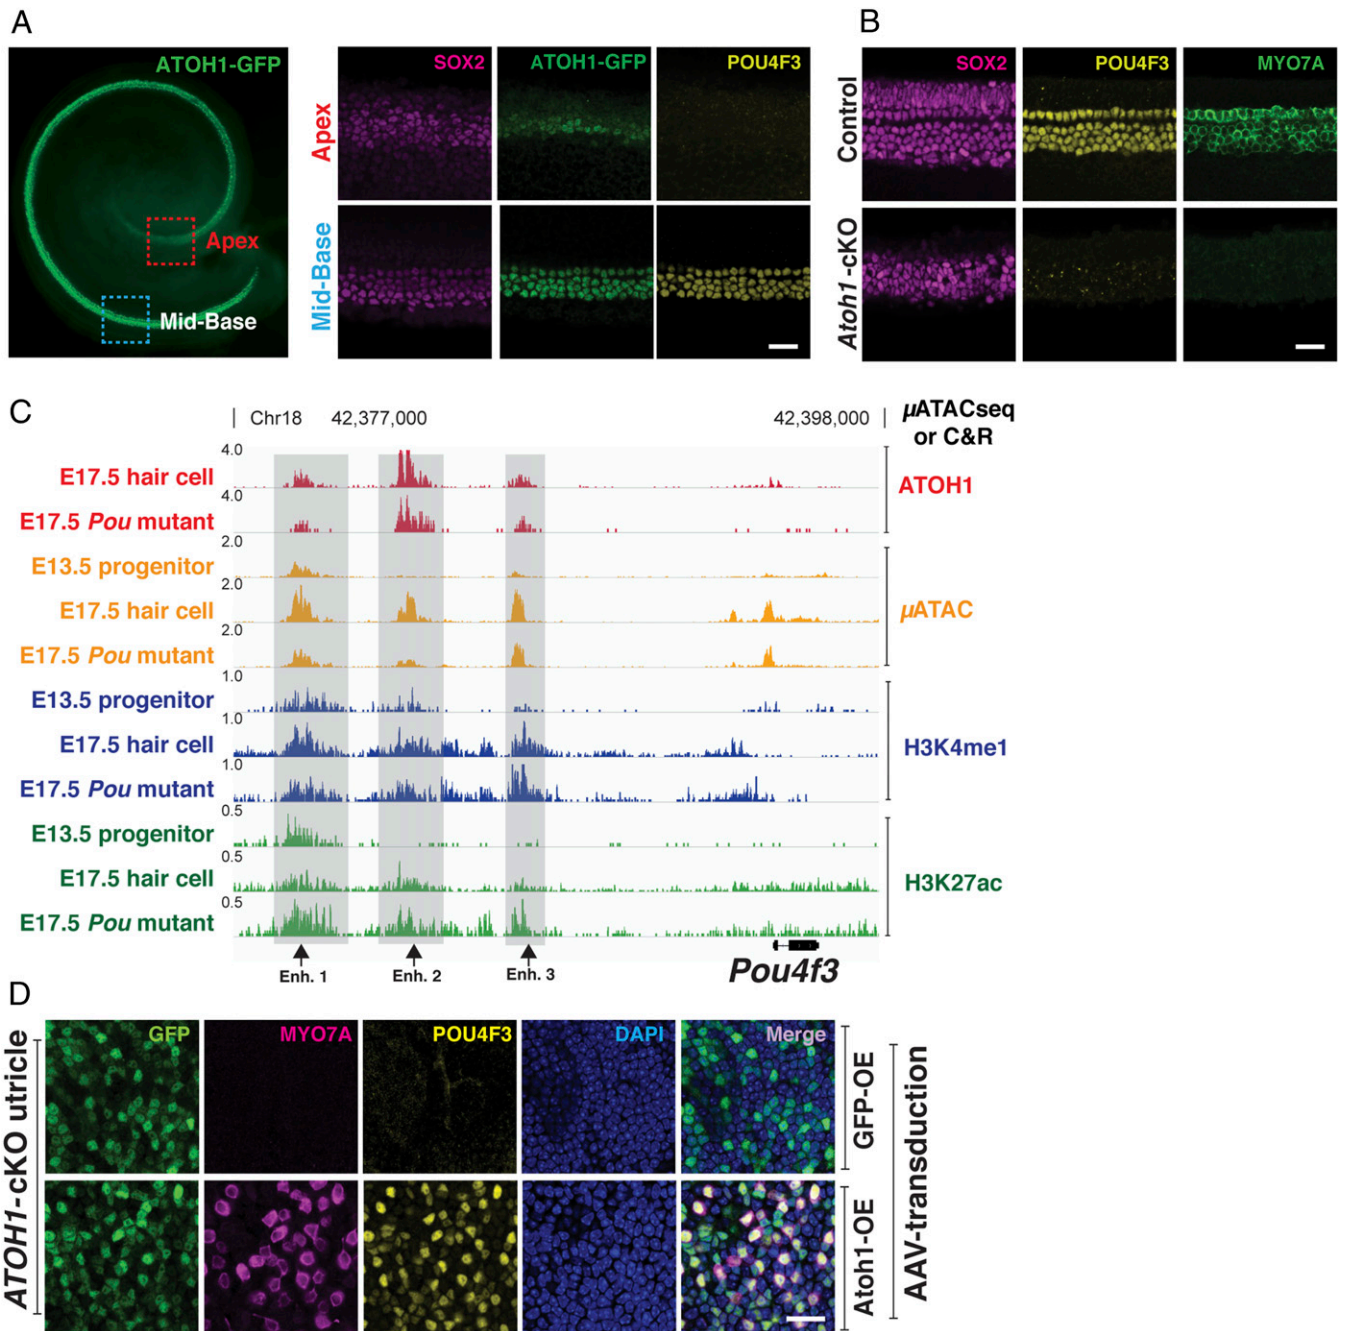 A
ATOH1-GFP
Apex
Mid-Base
Apex
SOX2
ATOH1-GFP
POU4F3
Mid-Base
B
Control
SOX2
POU4F3
MYO7A
Atoh1 -cKO
C
Chr18 42,377,000 42,398,000
µATACseq
or C&R
4.0
E17.5 hair cell
ATOH1
4.0
E17.5 Pou mutant
2.0
E13.5 progenitor
2.0
E17.5 hair cell
µATAC
2.0
E17.5 Pou mutant
1.0
E13.5 progenitor
1.0
E17.5 hair cell
H3K4me1
1.0
E17.5 Pou mutant
0.5
E13.5 progenitor
0.5
E17.5 hair cell
H3K27ac
0.5
E17.5 Pou mutant
Enh. 1
Enh. 2
Enh. 3
Pou4f3
D
ATOH1-cKO utricle
GFP
MYO7A
POU4F3
DAPI
Merge
GFP-OE
Atoh1-OE
AAV-transduction